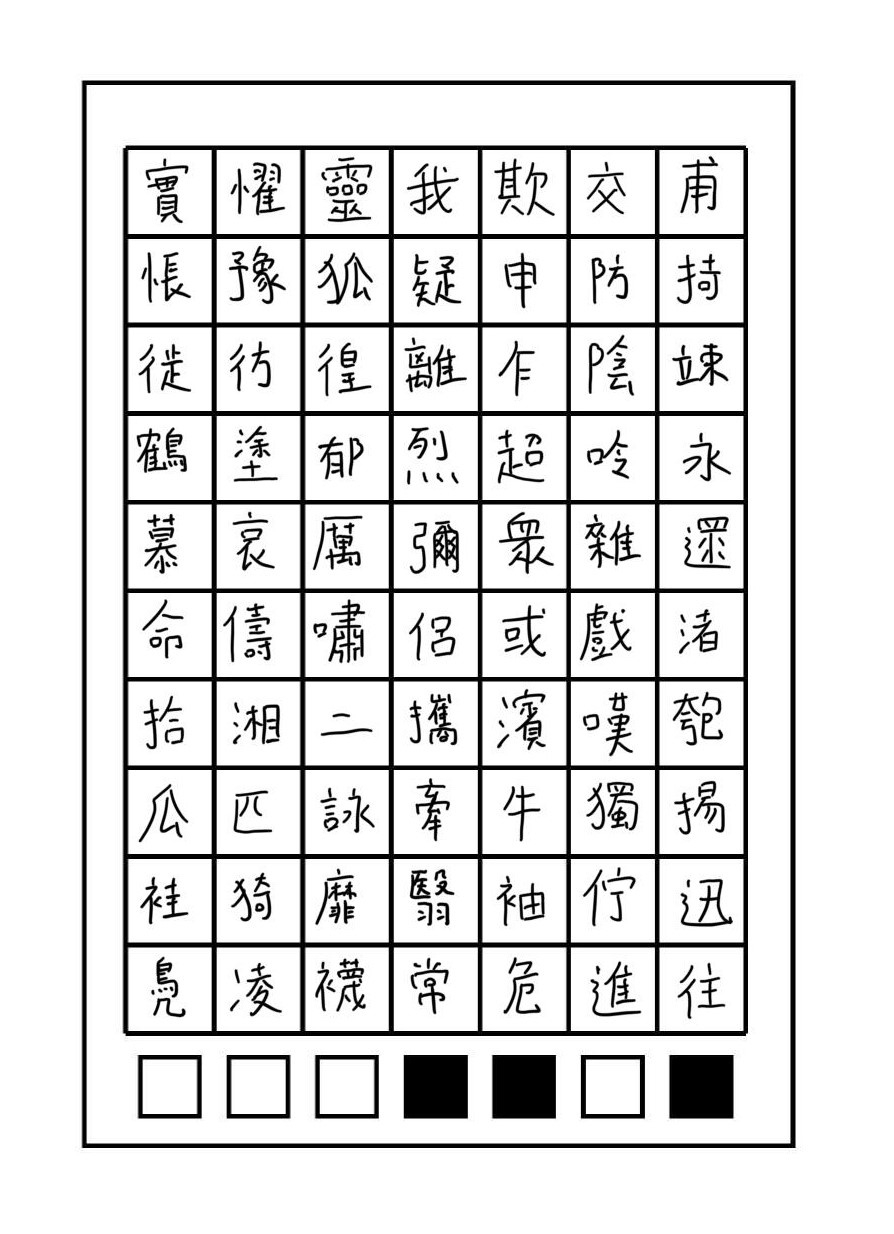 實懼靈我欺交甫
悵豫狐疑申防持
徙彷徨離乍陰竦
鶴塗郁烈超吟永
慕哀厲彌衆雜遝
命儔嘯侶或戲渚
拾湘二攜濱嘆匏
瓜匹詠牽牛獨揚
袿猗靡翳袖佇迅
鳧凌襪常危進往